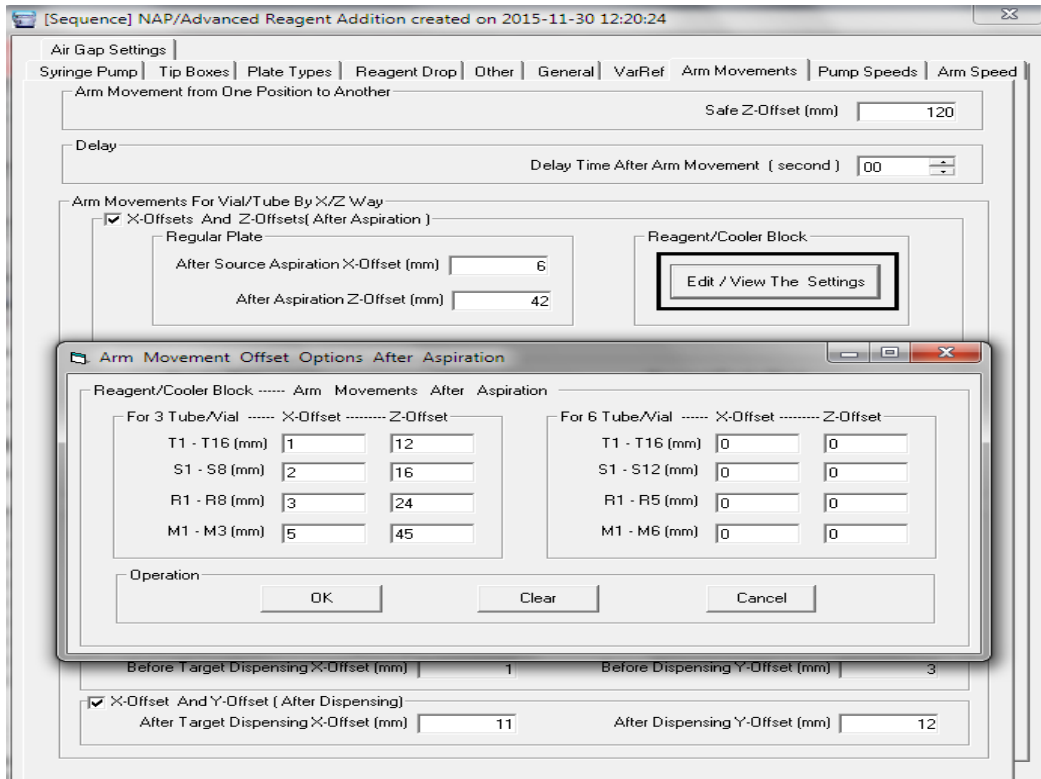 [Sequence] NAP/Advanced Reagent Addition created on 2015-11-30 12:20:24
Air Gap Settings
Syringe Pump Tip Boxes Plate Types Reagent Drop Other General VarRef Arm Movements Pump Speeds Arm Speed
Arm Movement from One Position to Another
Safe Z-Offset (mm) 120
Delay
Delay Time After Arm Movement ( second ) 00
Arm Movements For Vial/Tube By X/Z Way
X-Offsets And Z-Offsets( After Aspiration )
Regular Plate Reagent/Cooler Block
After Source Aspiration X-Offset (mm) 6
Edit / View The Settings
After Aspiration Z-Offset (mm) 42
Arm Movement Offset Options After Aspiration
Reagent/Cooler Block ------ Arm Movements After Aspiration
For 3 Tube/Vial ------ X-Offset --------- Z-Offset For 6 Tube/Vial ------ X-Offset --------- Z-Offset
T1 - T16 (mm) 1 12 T1 - T16 (mm) 0 0
S1 - S8 (mm) 2 16 S1 - S12 (mm) 0 0
R1 - R8 (mm) 3 24 R1 - R5 (mm) 0 0
M1 - M3 (mm) 5 45 M1 - M6 (mm) 0 0
Operation
OK Clear Cancel
Before Target Dispensing X-Offset (mm) 1 Before Dispensing Y-Offset (mm) 3
X-Offset And Y-Offset ( After Dispensing)
After Target Dispensing X-Offset (mm) 11 After Dispensing Y-Offset (mm) 12